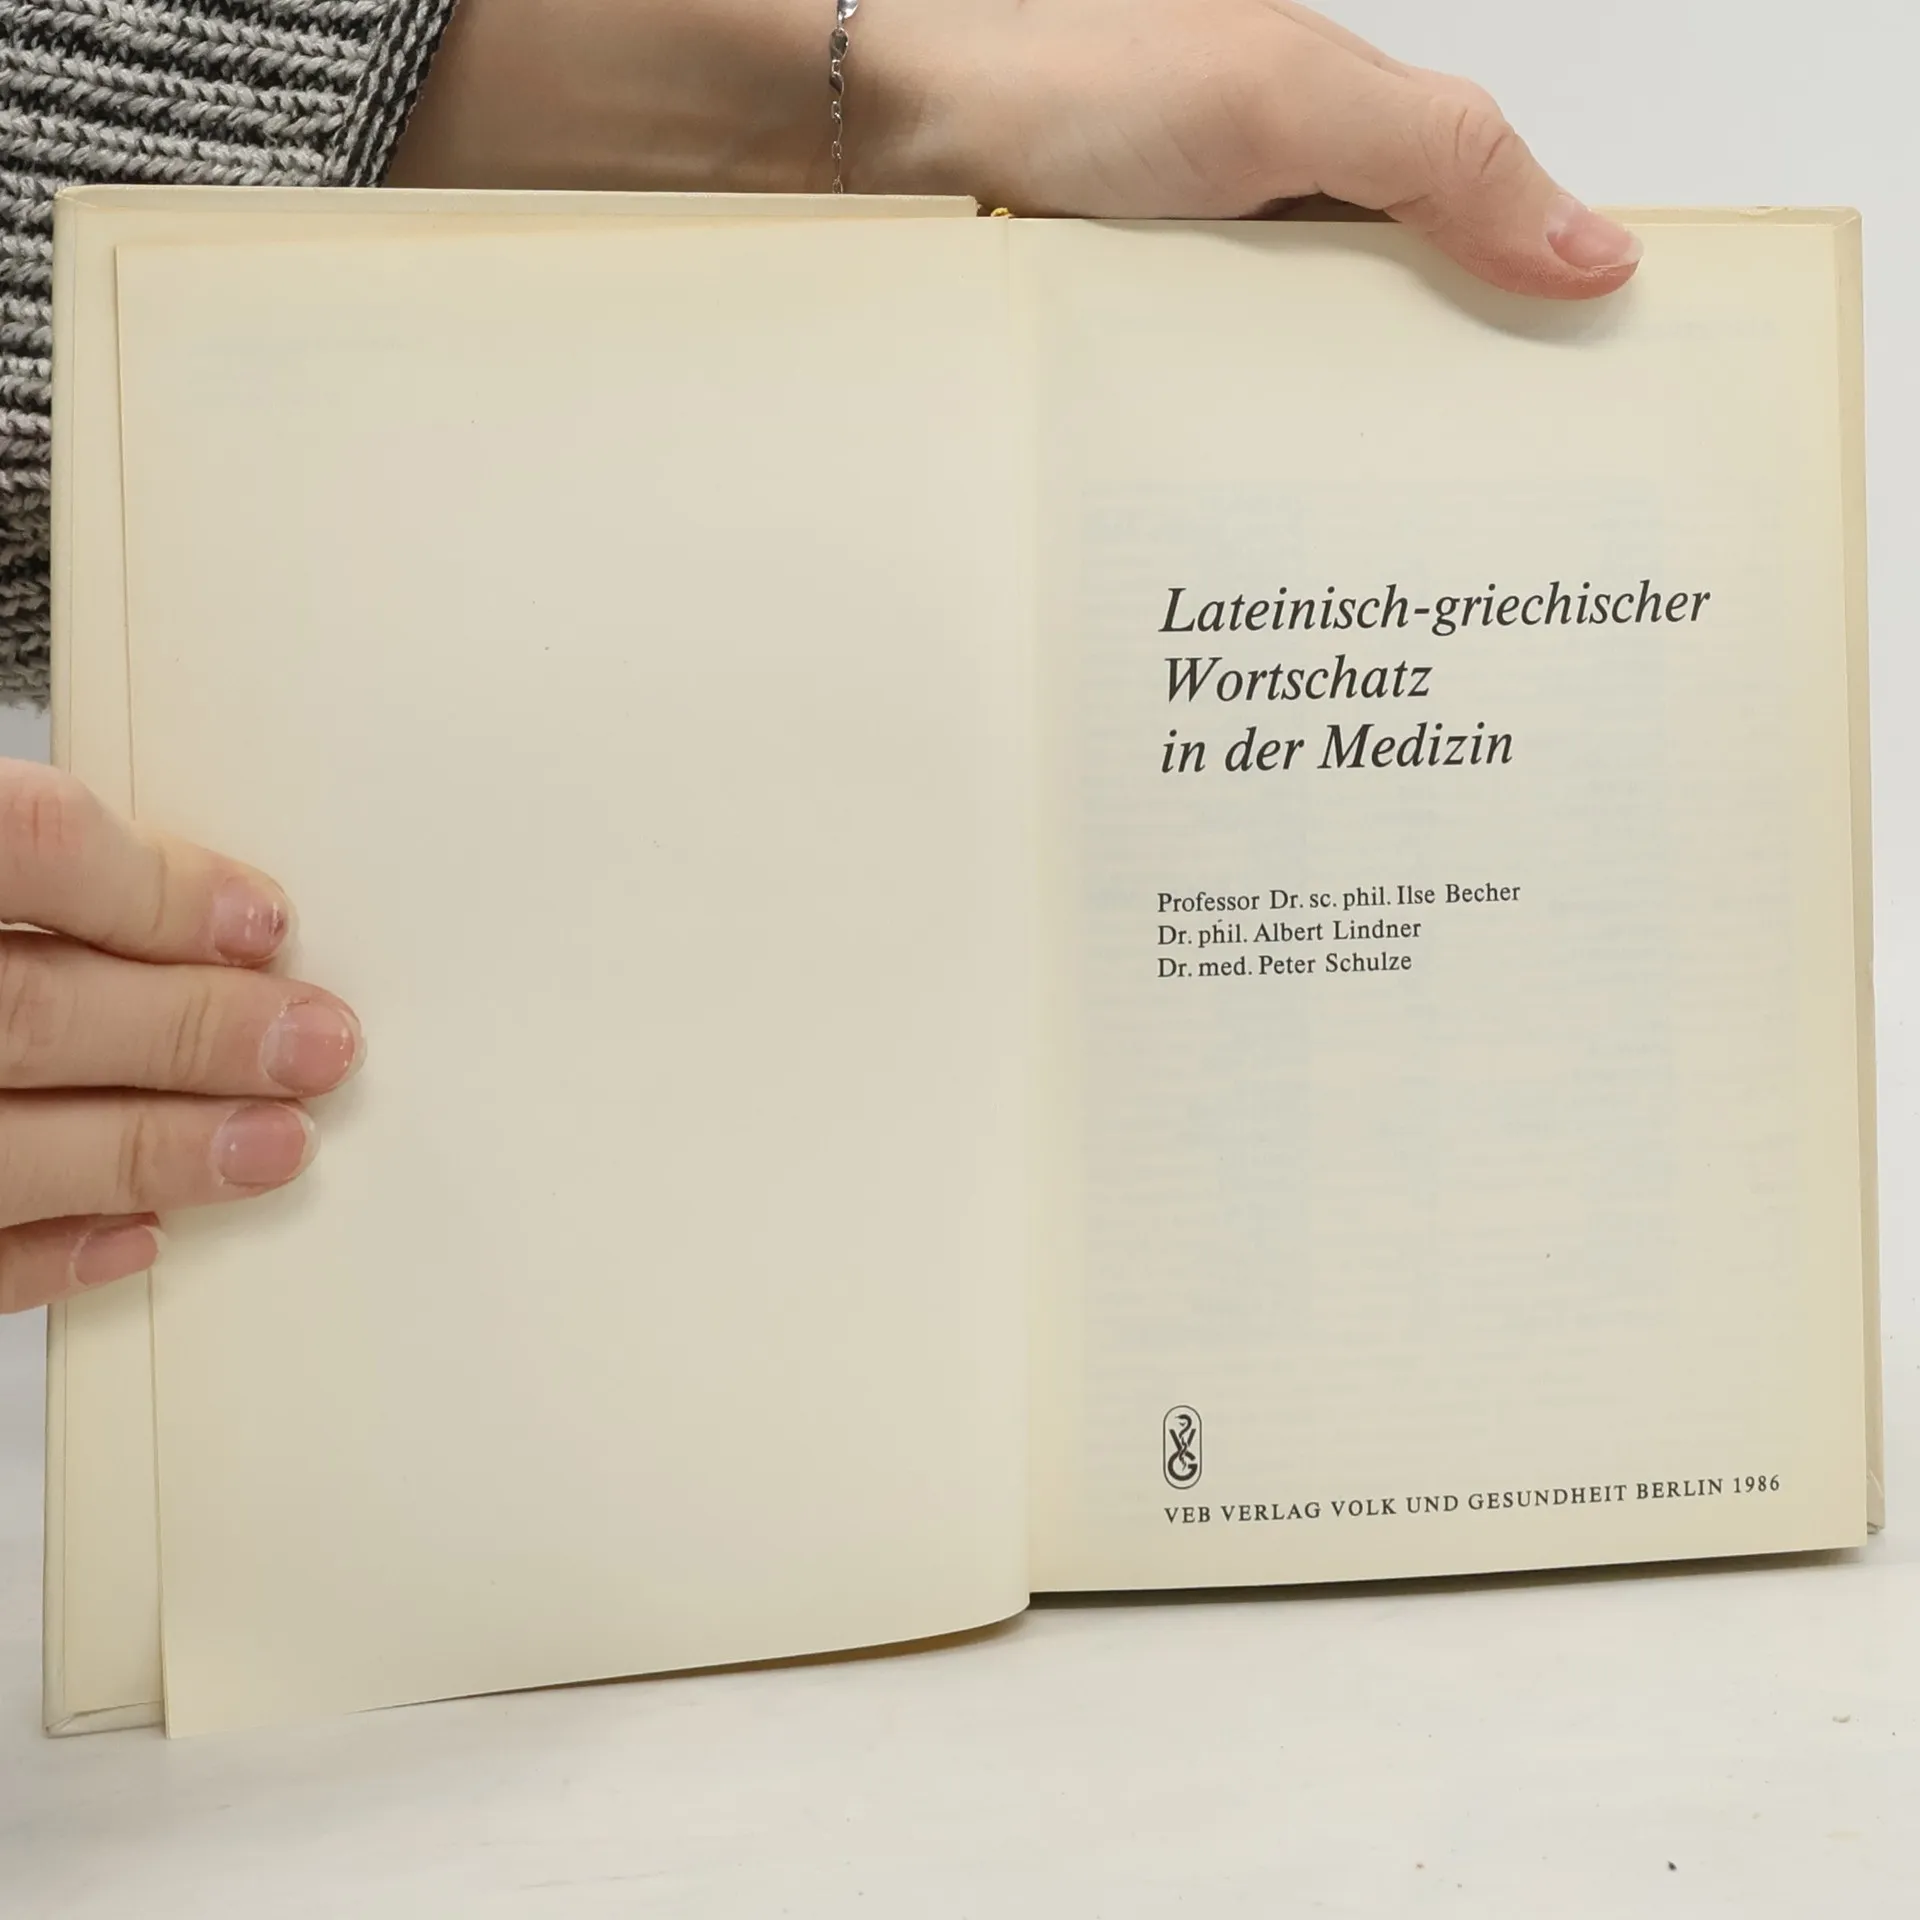 Lateinisch-griechischer
Wortschatz
in der Medizin
Professor Dr. sc. phil. Ilse Becher
Dr. phil. Albert Lindner
Dr. med. Peter Schulze
VG
VEB VERLAG VOLK UND GESUNDHEIT BERLIN 1986